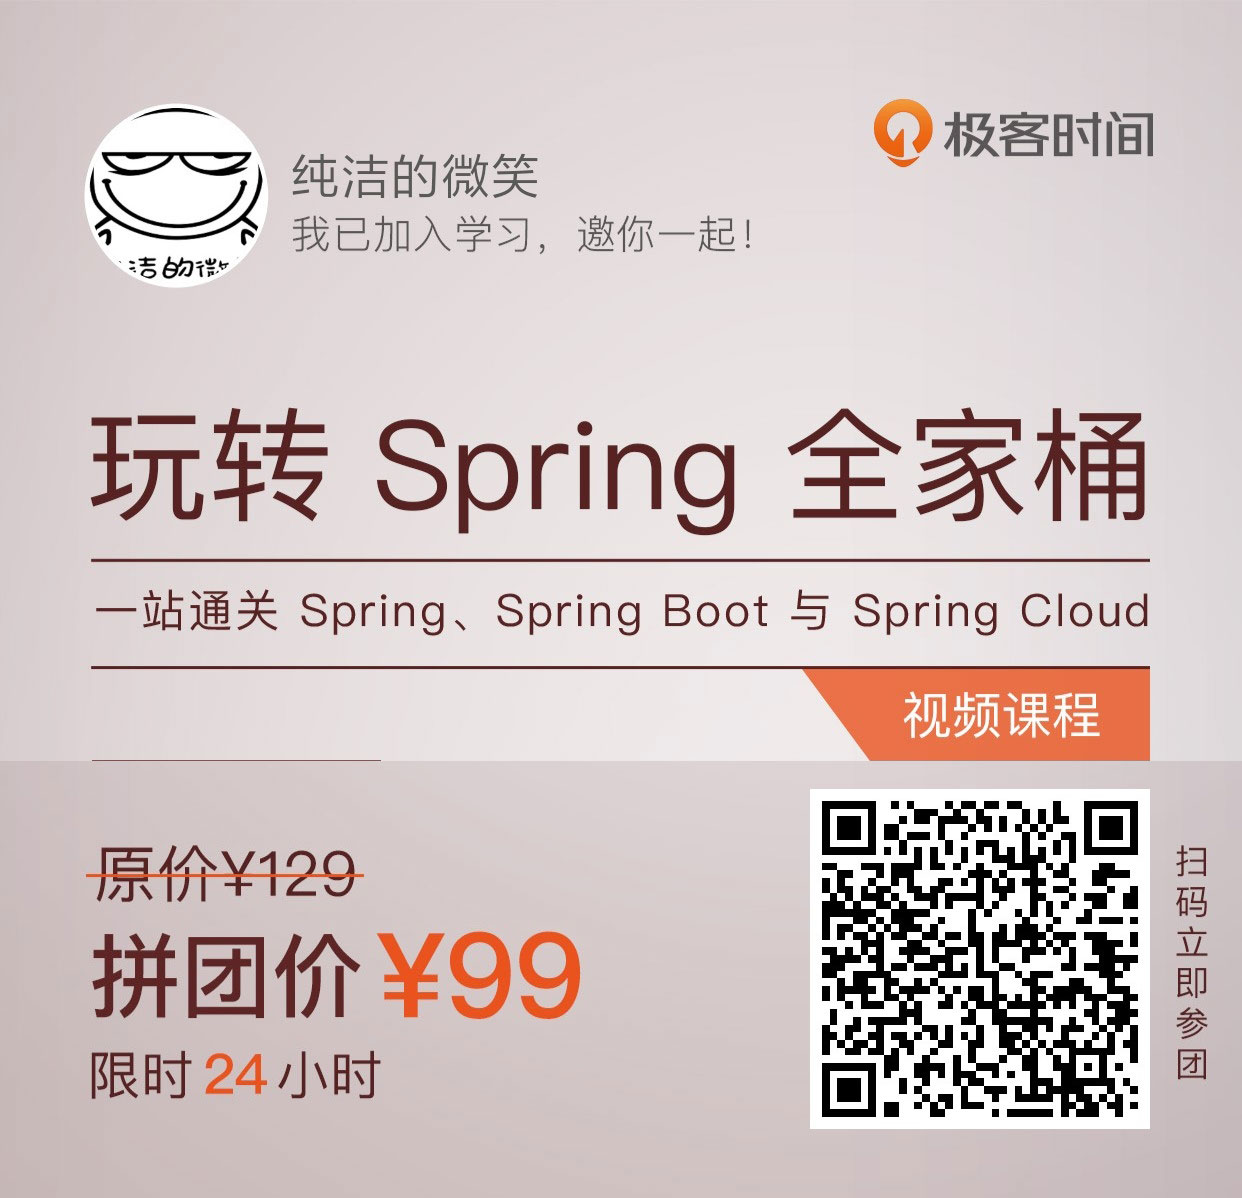 极客时间
纯洁的微笑
我已加入学习，邀你一起！
洁的微
玩转 Spring 全家桶
一站通关 Spring、Spring Boot 与 Spring Cloud
视频课程
原价¥129
拼团价 ¥99
限时 24 小时
扫码立即参团